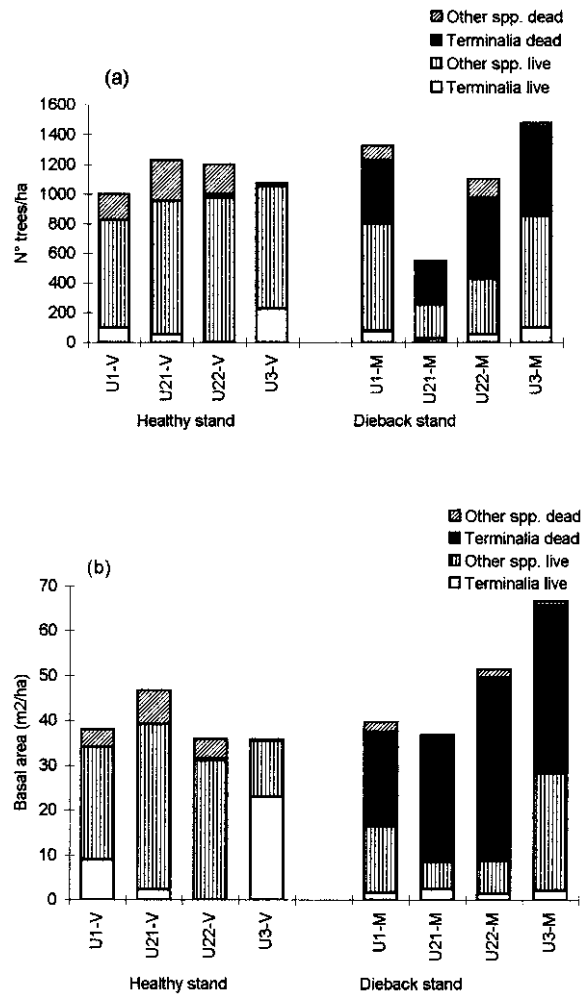 Other spp. dead
Terminalia dead
Other spp. live
Terminalia live
(a)
1600
1400
1200
1000
800
600
400
200
0
N° trees/ha
U1-V
U21-V
U22-V
U3-V
U1-M
U21-M
U22-M
U3-M
Healthy stand
Dieback stand
Other spp. dead
Terminalia dead
Other spp. live
Terminalia live
(b)
70
60
50
40
30
20
10
0
Basal area (m2/ha)
U1-V
U21-V
U22-V
U3-V
U1-M
U21-M
U22-M
U3-M
Healthy stand
Dieback stand